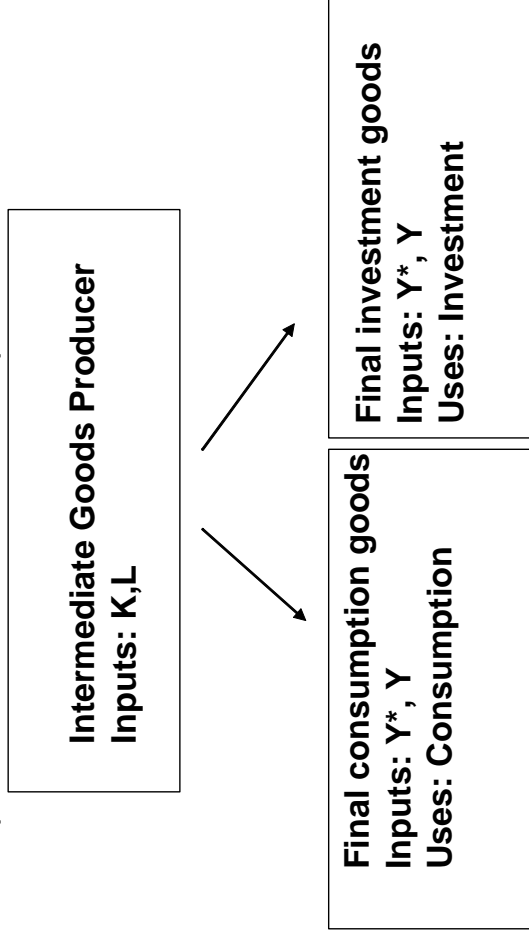 Intermediate Goods Producer
Inputs: K,L
Final consumption goods
Inputs: Y*, Y
Uses: Consumption
Final investment goods
Inputs: Y*, Y
Uses: Investment